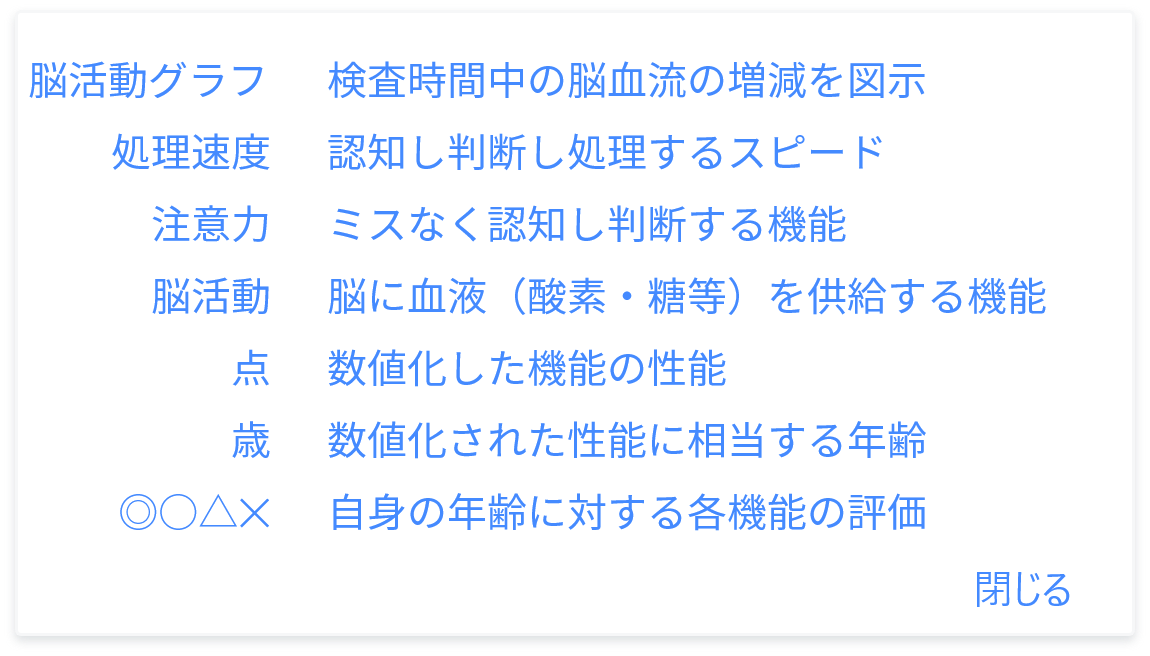 脳活動グラフ 検査時間中の脳血流の増減を図示
処理速度 認知し判断し処理するスピード
注意力 ミスなく認知し判断する機能
脳活動 脳に血液（酸素・糖等）を供給する機能
点 数値化した機能の性能
歳 数値化された性能に相当する年齢
◎○△× 自身の年齢に対する各機能の評価
閉じる